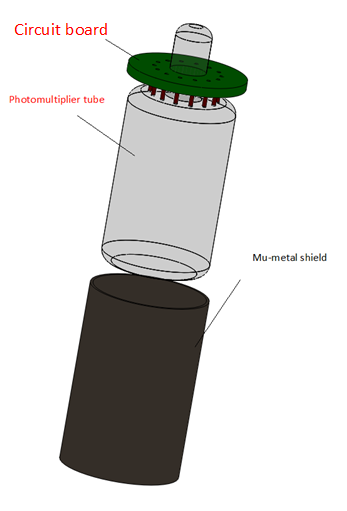 Circuit board
Photomultiplier tube
Mu-metal shield